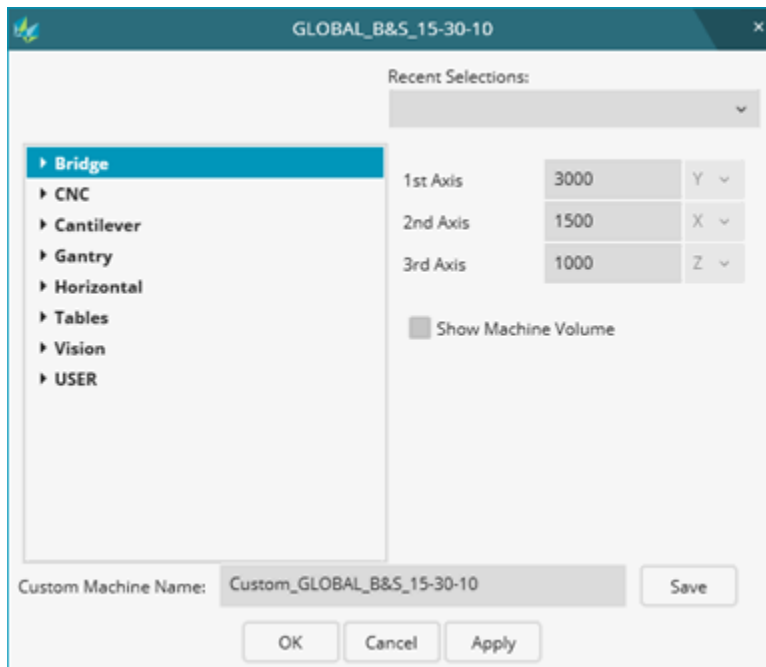 GLOBAL_B&S_15-30-10
Recent Selections:
Bridge
CNC
Cantilever
Gantry
Horizontal
Tables
Vision
USER
1st Axis 3000 Y
2nd Axis 1500 X
3rd Axis 1000 Z
Show Machine Volume
Custom Machine Name: Custom_GLOBAL_B&S_15-30-10 Save
OK Cancel Apply